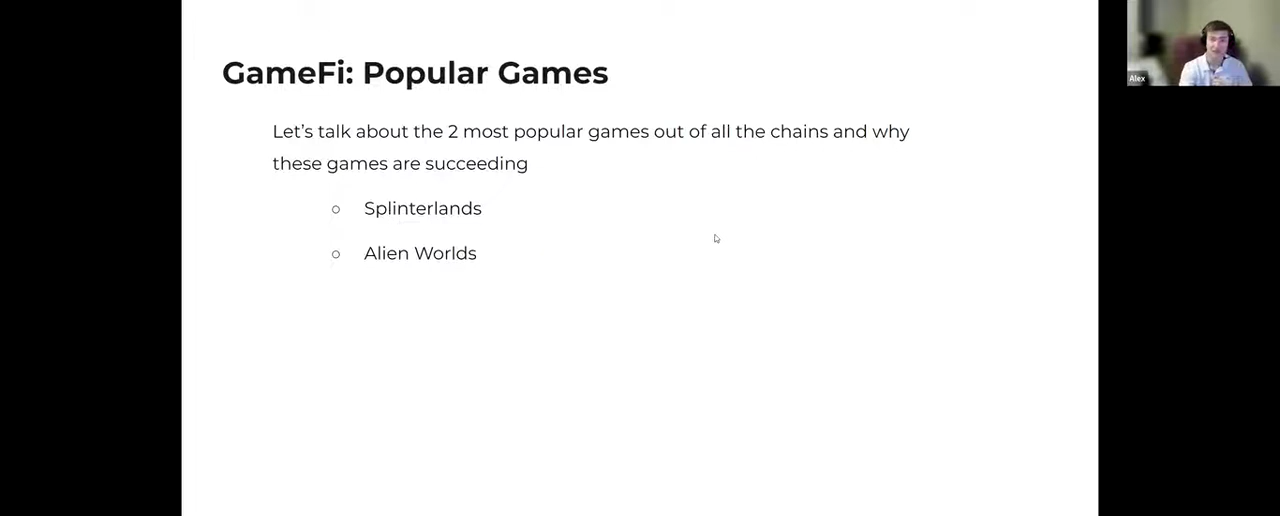 GameFi: Popular Games
Let's talk about the 2 most popular games out of all the chains and why
these games are succeeding
Splinterlands
Alien Worlds
Alex